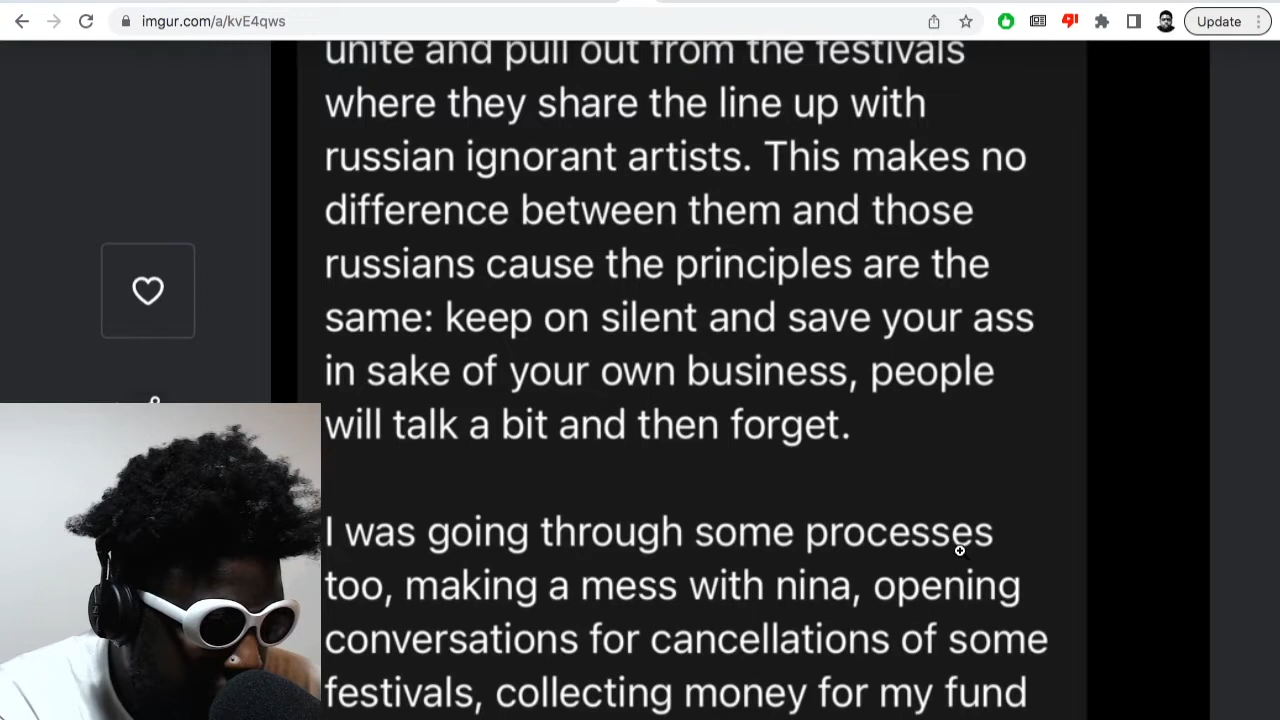 imgur.com/a/kvE4qws
Update
unite and pull out from the festivals
where they share the line up with
russian ignorant artists. This makes no
difference between them and those
russians cause the principles are the
same: keep on silent and save your ass
in sake of your own business, people
will talk a bit and then forget.
I was going through some processes
too, making a mess with nina, opening
conversations for cancellations of some
festivals, collecting money for my fund